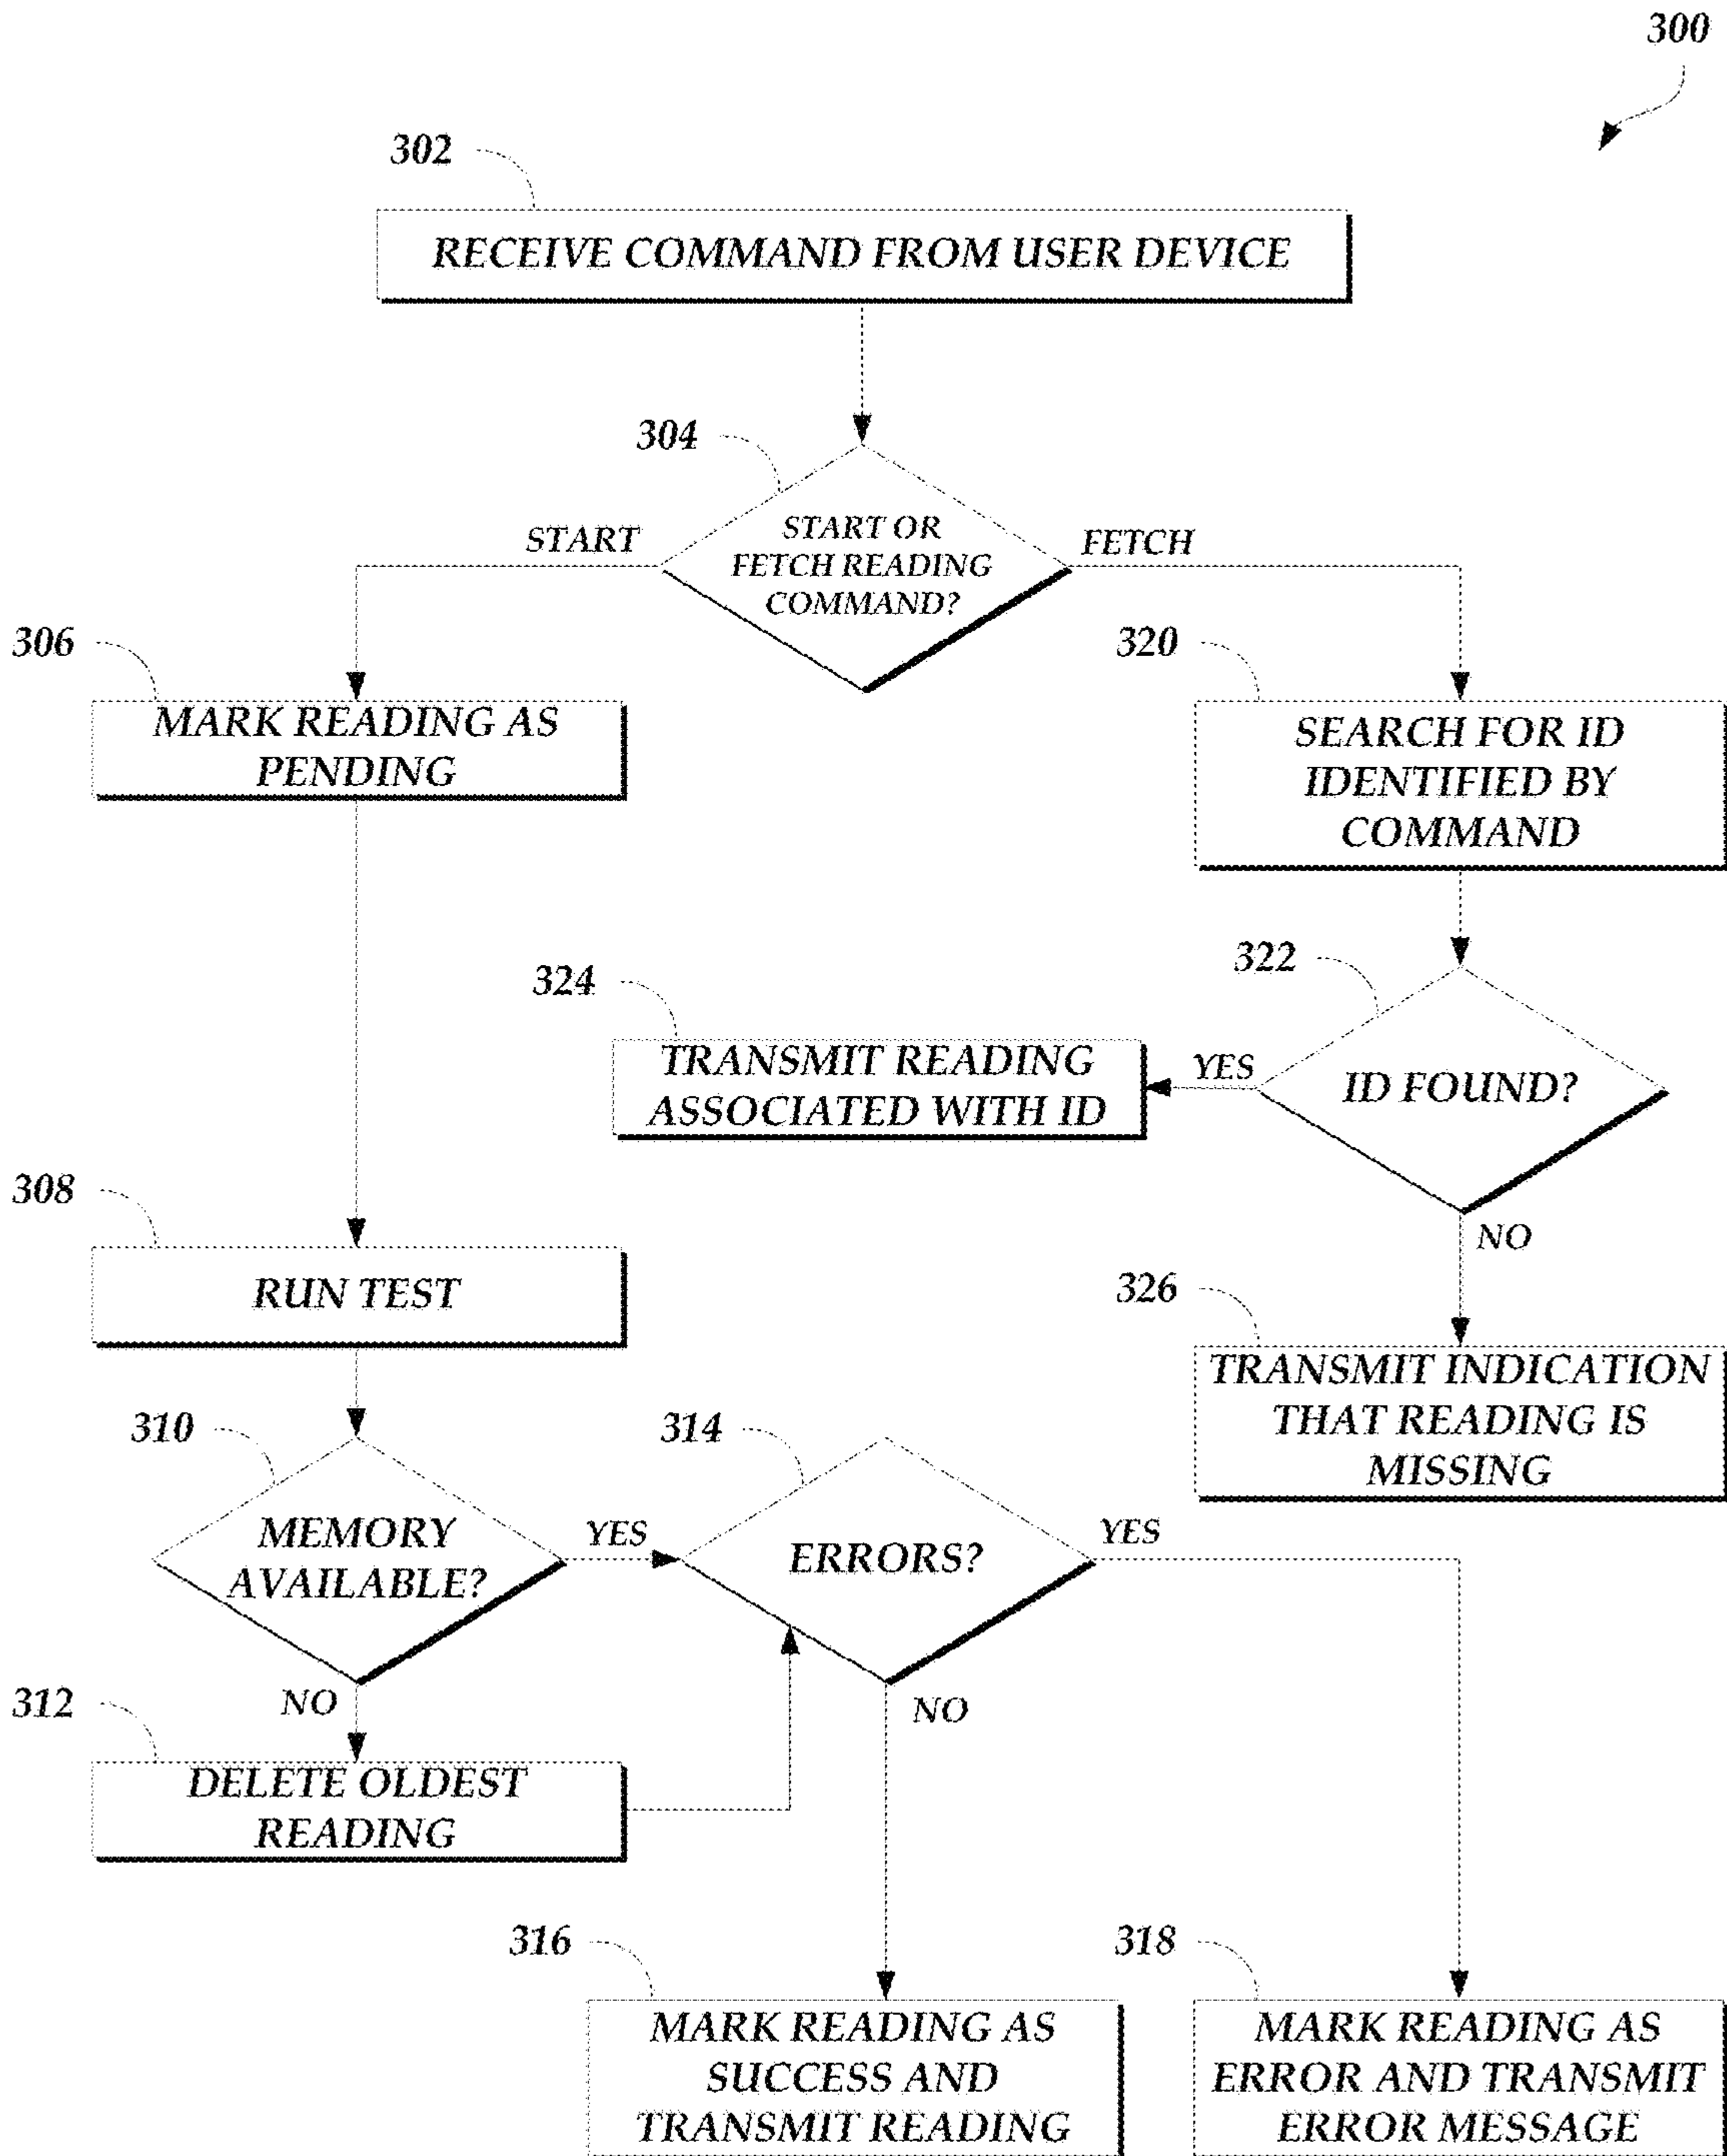 300
302
RECEIVE COMMAND FROM USER DEVICE
304
START OR
FETCH READING
COMMAND?
START
FETCH
306
MARK READING AS
PENDING
320
SEARCH FOR ID
IDENTIFIED BY
COMMAND
322
ID FOUND?
YES
324
TRANSMIT READING
ASSOCIATED WITH ID
NO
308
RUN TEST
326
TRANSMIT INDICATION
THAT READING IS
MISSING
310
MEMORY
AVAILABLE?
YES
314
ERRORS?
YES
NO
312
DELETE OLDEST
READING
NO
316
MARK READING AS
SUCCESS AND
TRANSMIT READING
318
MARK READING AS
ERROR AND TRANSMIT
ERROR MESSAGE